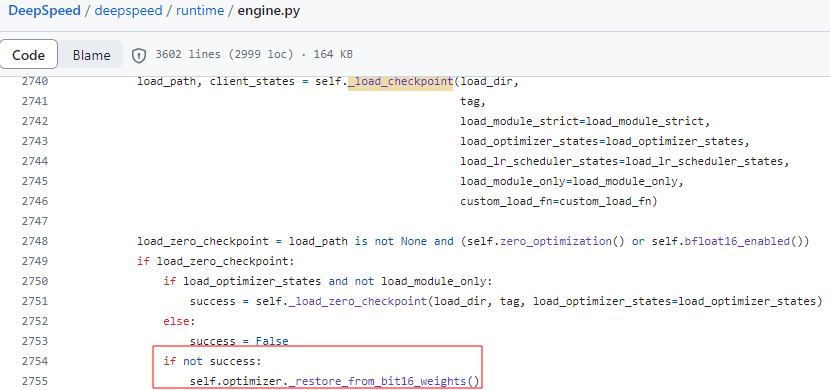 DeepSpeed / deepspeed / runtime / engine.py
Code Blame 3602 lines (2999 loc) · 164 KB
2740 load_path, client_states = self._load_checkpoint(load_dir,
2741 tag,
2742 load_module_strict=load_module_strict,
2743 load_optimizer_states=load_optimizer_states,
2744 load_lr_scheduler_states=load_lr_scheduler_states,
2745 load_module_only=load_module_only,
2746 custom_load_fn=custom_load_fn)
2747
2748 load_zero_checkpoint = load_path is not None and (self.zero_optimization() or self.bfloat16_enabled())
2749 if load_zero_checkpoint:
2750 if load_optimizer_states and not load_module_only:
2751 success = self._load_zero_checkpoint(load_dir, tag, load_optimizer_states=load_optimizer_states)
2752 else:
2753 success = False
2754 if not success:
2755 self.optimizer._restore_from_bit16_weights()